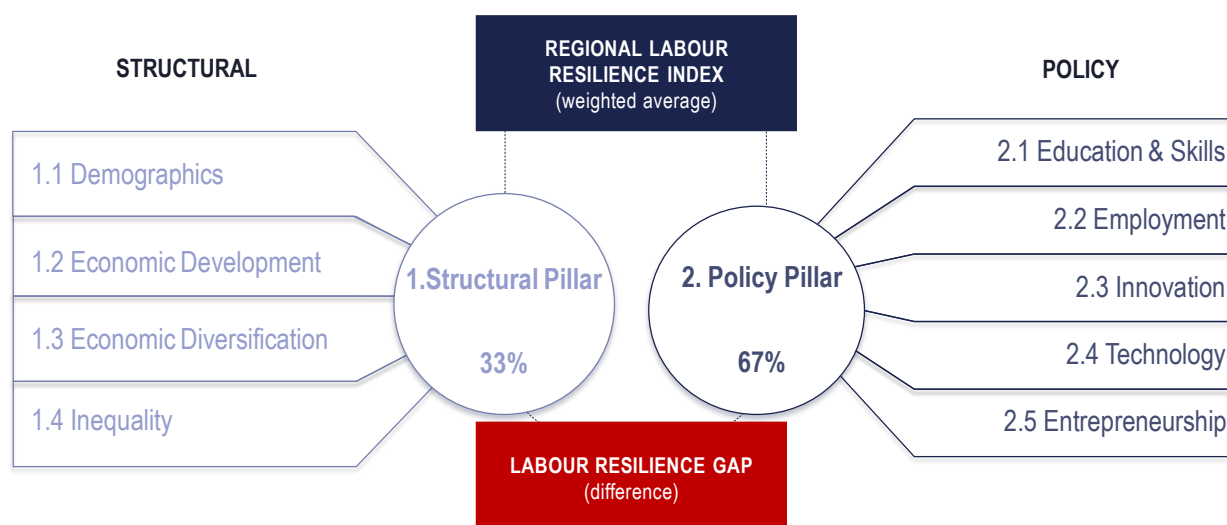 STRUCTURAL
REGIONAL LABOUR
RESILIENCE INDEX
(weighted average)
POLICY
1.1 Demographics
1.2 Economic Development
1.3 Economic Diversification
1.4 Inequality
1.Structural Pillar
33%
2. Policy Pillar
67%
2.1 Education & Skills
2.2 Employment
2.3 Innovation
2.4 Technology
2.5 Entrepreneurship
LABOUR RESILIENCE GAP
(difference)